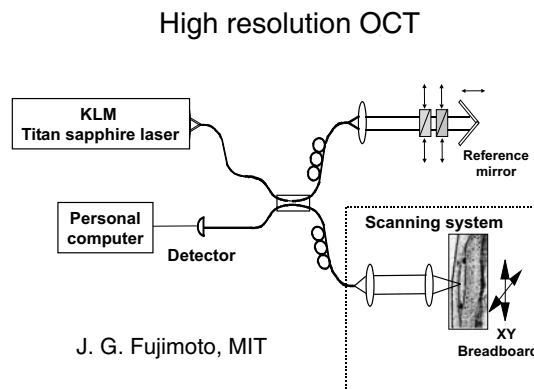 High resolution OCT
KLM
Titan sapphire laser
Reference
mirror
Personal
computer
Detector
Scanning system
XY
Breadboard
J. G. Fujimoto, MIT